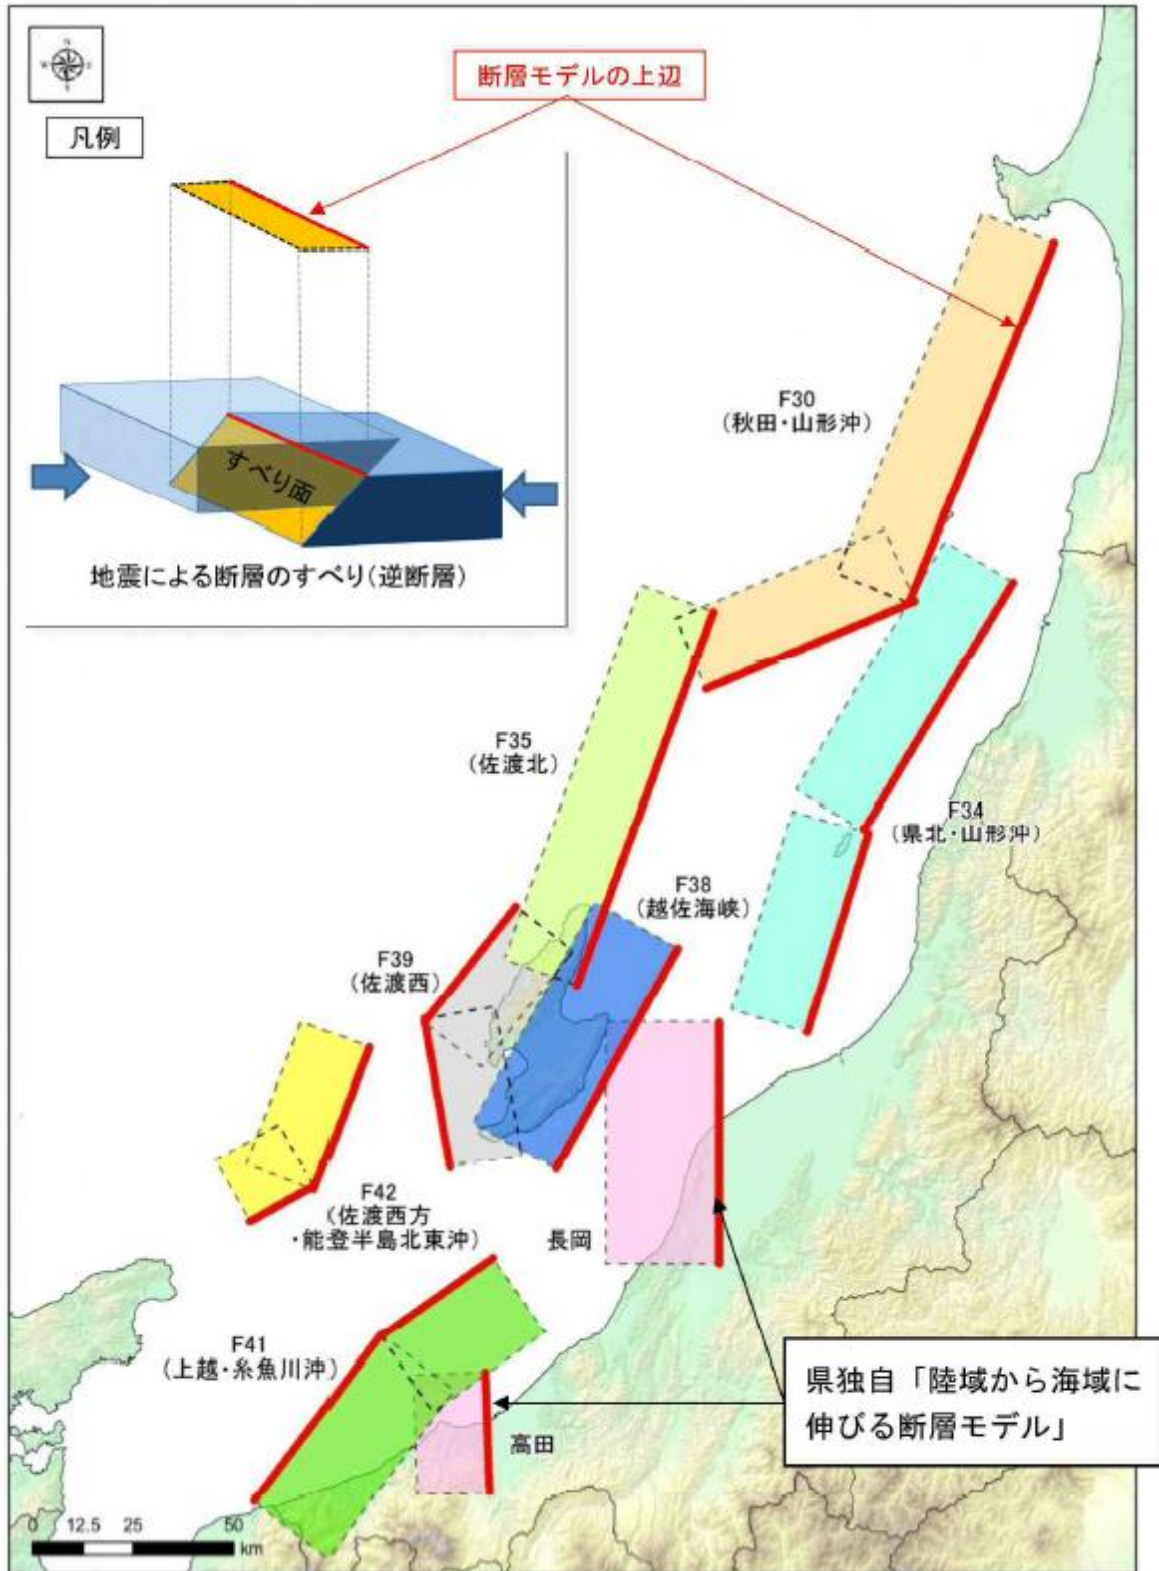 N
W
E
S
断層モデルの上辺
凡例
すべり面
地震による断層のすべり(逆断層)
F30
(秋田・山形沖)
F35
(佐渡北)
F34
(県北・山形沖)
F38
(越佐海峡)
F39
(佐渡西)
F42
(佐渡西方
・能登半島北東沖)
長岡
F41
(上越・糸魚川沖)
県独自「陸域から海域に
伸びる断層モデル」
高田
0 12.5 25 50
km